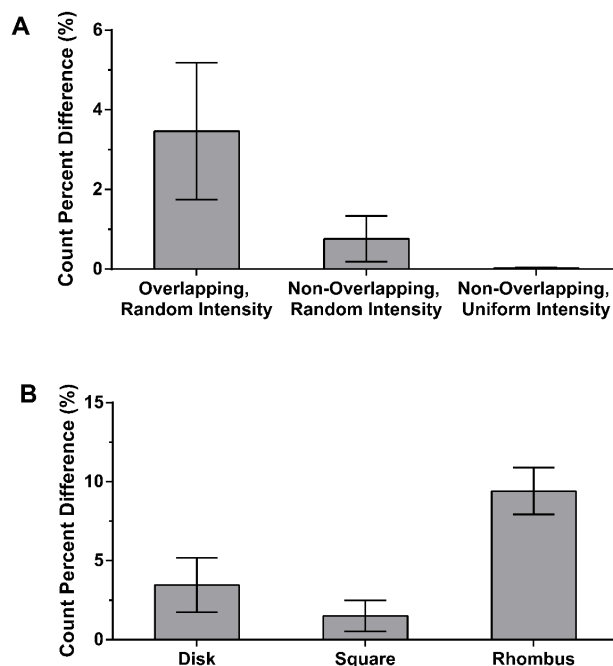 A
Count Percent Difference (%)
6
4
2
0
Overlapping, Random Intensity
Non-Overlapping, Random Intensity
Non-Overlapping, Uniform Intensity
B
Count Percent Difference (%)
15
10
5
0
Disk
Square
Rhombus